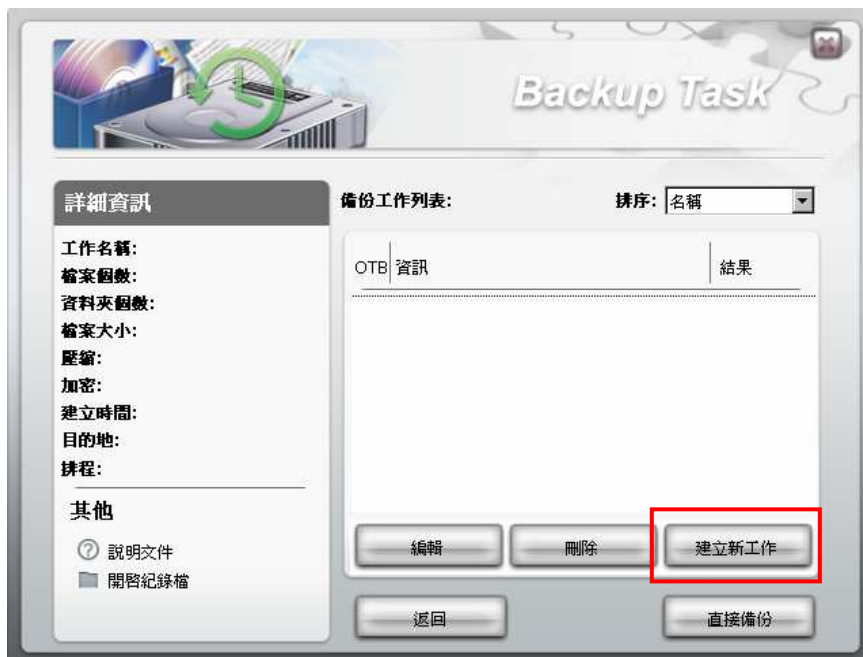 Backup Task
詳細資訊
工作名稱:
檔案個數:
資料夾個數:
檔案大小:
壓縮:
加密:
建立時間:
目的地:
排程:
其他
說明文件
開啓紀錄檔
備份工作列表:
排序: 名稱
OTB 資訊 結果
編輯 刪除 建立新工作
返回 直接備份